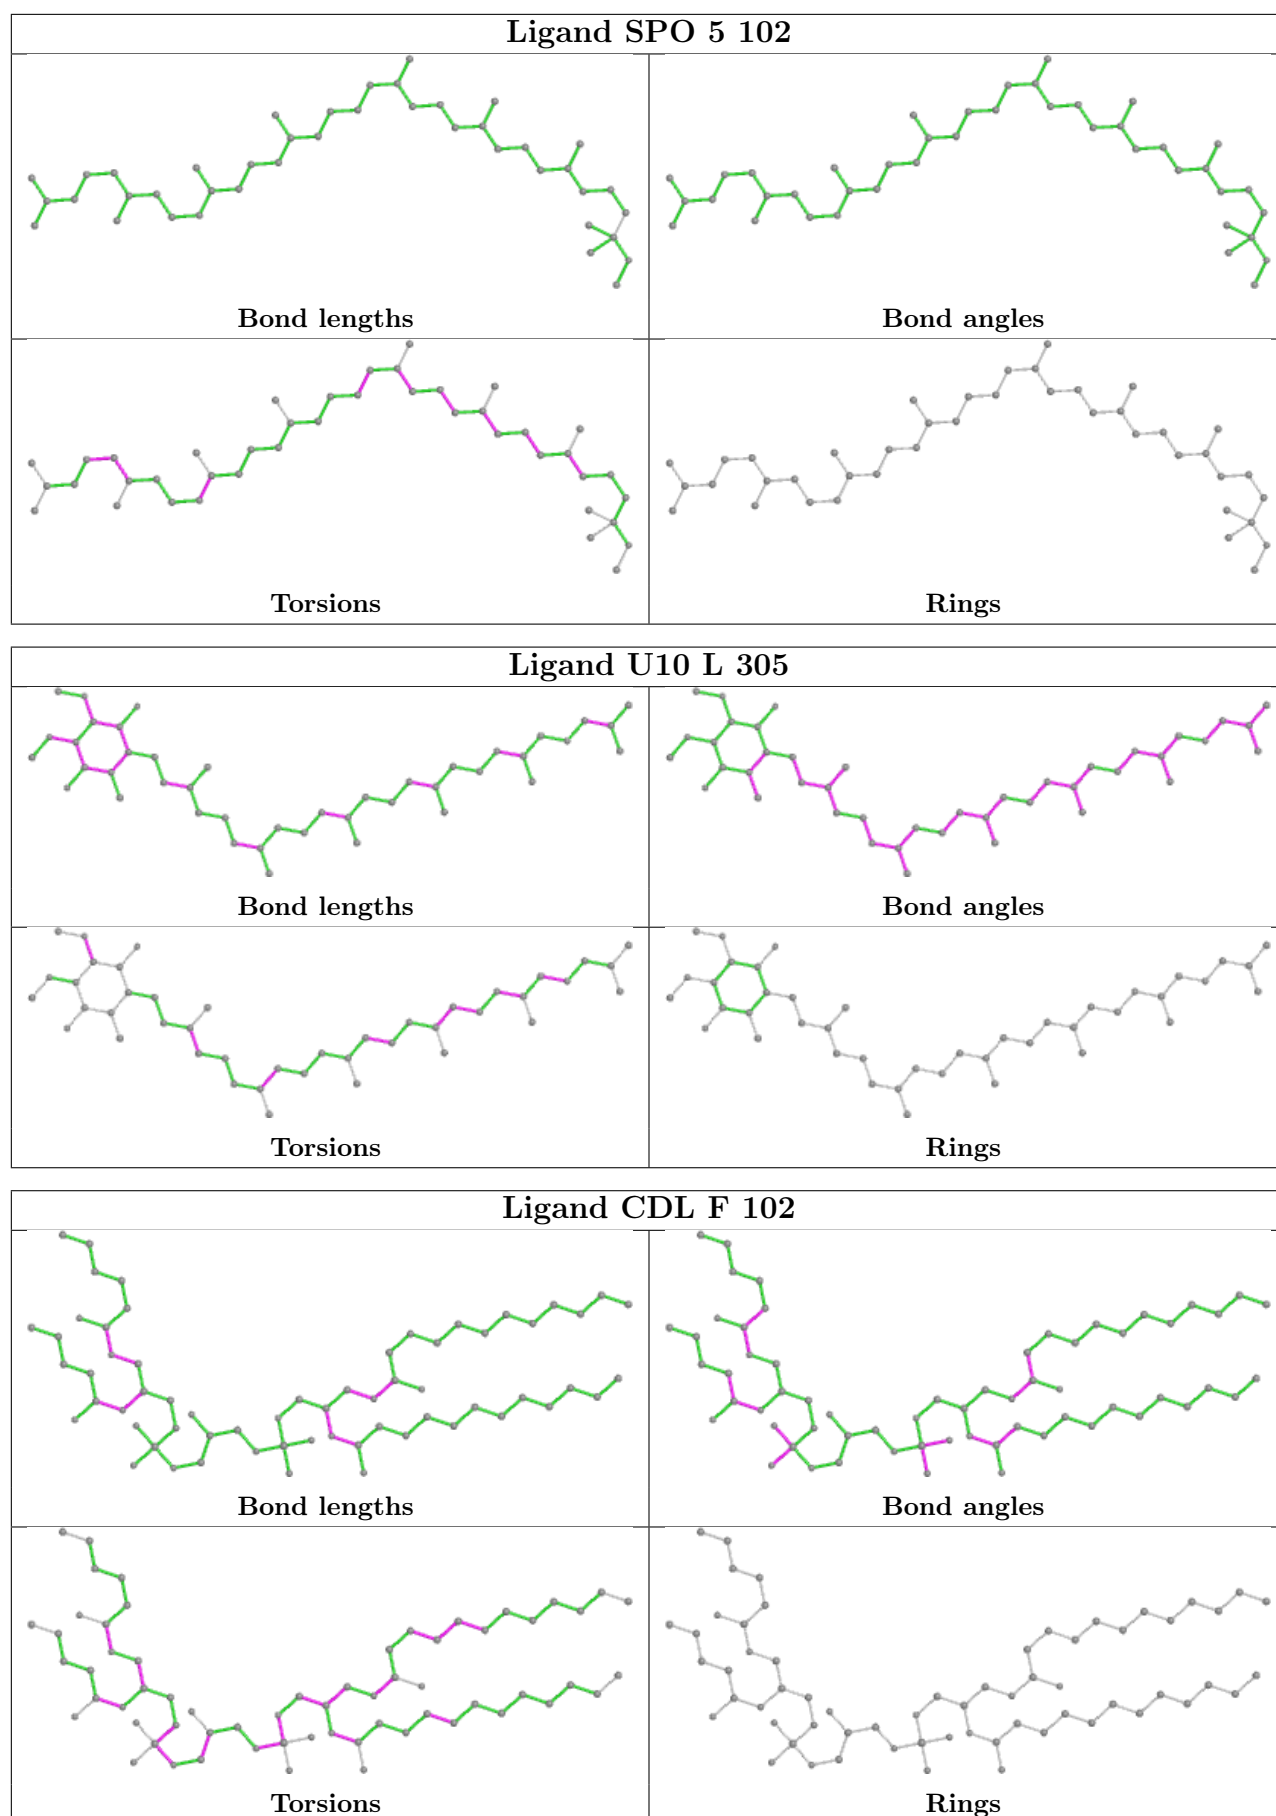 Ligand SPO 5 102
Bond lengths
Bond angles
Torsions
Rings
Ligand U10 L 305
Bond lengths
Bond angles
Torsions
Rings
Ligand CDL F 102
Bond lengths
Bond angles
Torsions
Rings